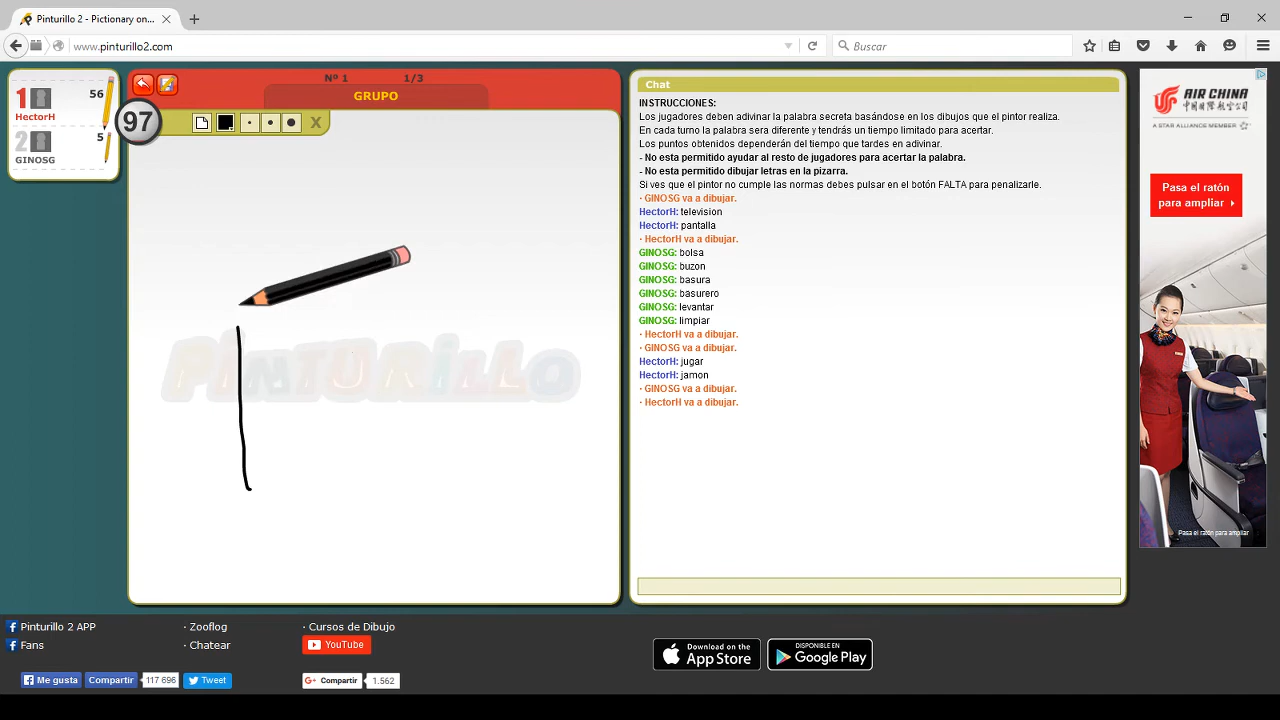 Pinturillo 2 - Pictionary on...
www.pinturillo2.com
Buscar
1
56
HectorH
2
5
GINOSG
97
Nº 1
1/3
GRUPO
X
PINTURILLO
Chat
INSTRUCCIONES:
Los jugadores deben adivinar la palabra secreta basándose en los dibujos que el pintor realiza.
En cada turno la palabra sera diferente y tendrás un tiempo limitado para acertar.
Los puntos obtenidos dependerán del tiempo que tardes en adivinar.
- No esta permitido ayudar al resto de jugadores para acertar la palabra.
- No esta permitido dibujar letras en la pizarra.
Si ves que el pintor no cumple las normas debes pulsar en el botón FALTA para penalizarle.
· GINOSG va a dibujar.
HectorH: television
HectorH: pantalla
· HectorH va a dibujar.
GINOSG: bolsa
GINOSG: buzon
GINOSG: basura
GINOSG: basurero
GINOSG: levantar
GINOSG: limpiar
· HectorH va a dibujar.
· GINOSG va a dibujar.
HectorH: jugar
HectorH: jamon
· GINOSG va a dibujar.
· HectorH va a dibujar.
AIR CHINA
中国国際航空公司
A STAR ALLIANCE MEMBER
Pasa el ratón
para ampliar
Pasa el ratón para ampliar
Pinturillo 2 APP
Fans
· Zooflog
· Chatear
· Cursos de Dibujo
YouTube
Me gusta
Compartir
117 696
Tweet
G+ Compartir
1.562
Download on the
App Store
DISPONIBLE EN
Google Play